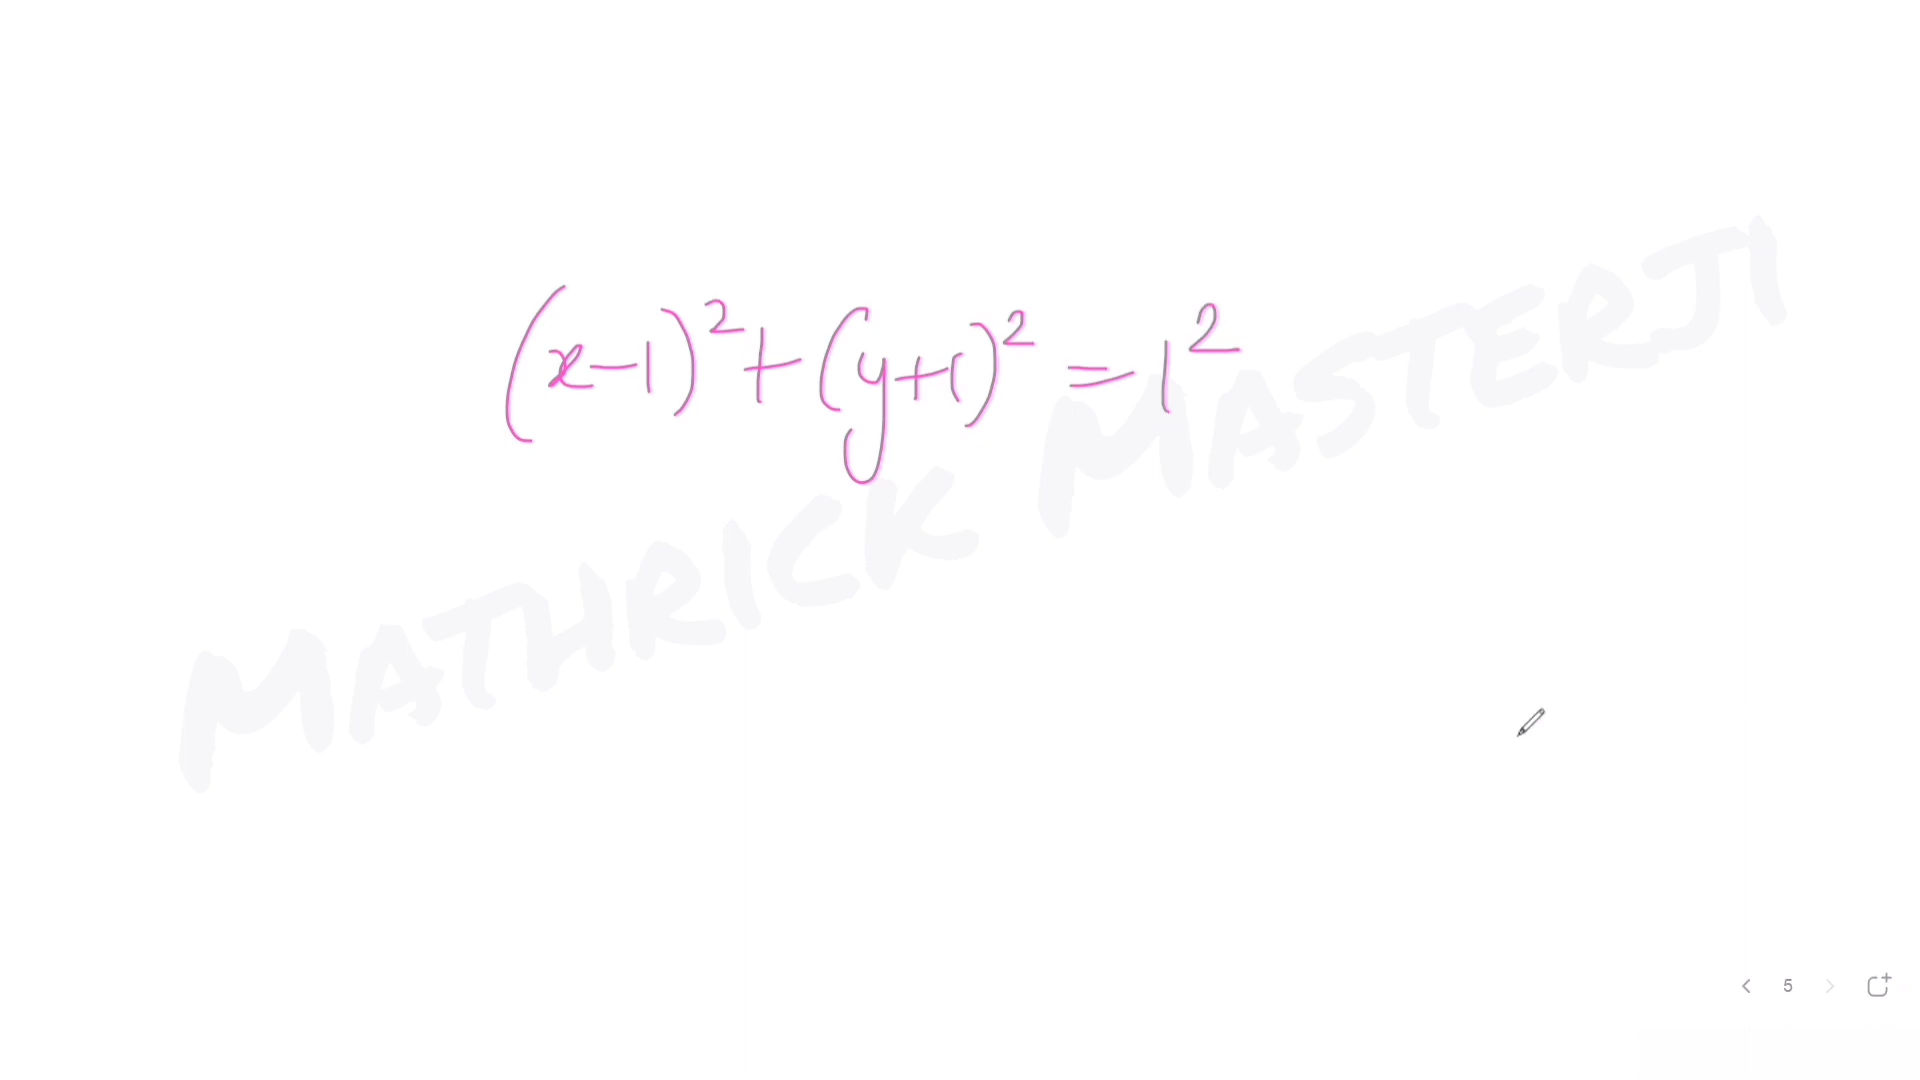 (x-1)² + (y+1)² = 1²
MATHRICK MASTERJI
5